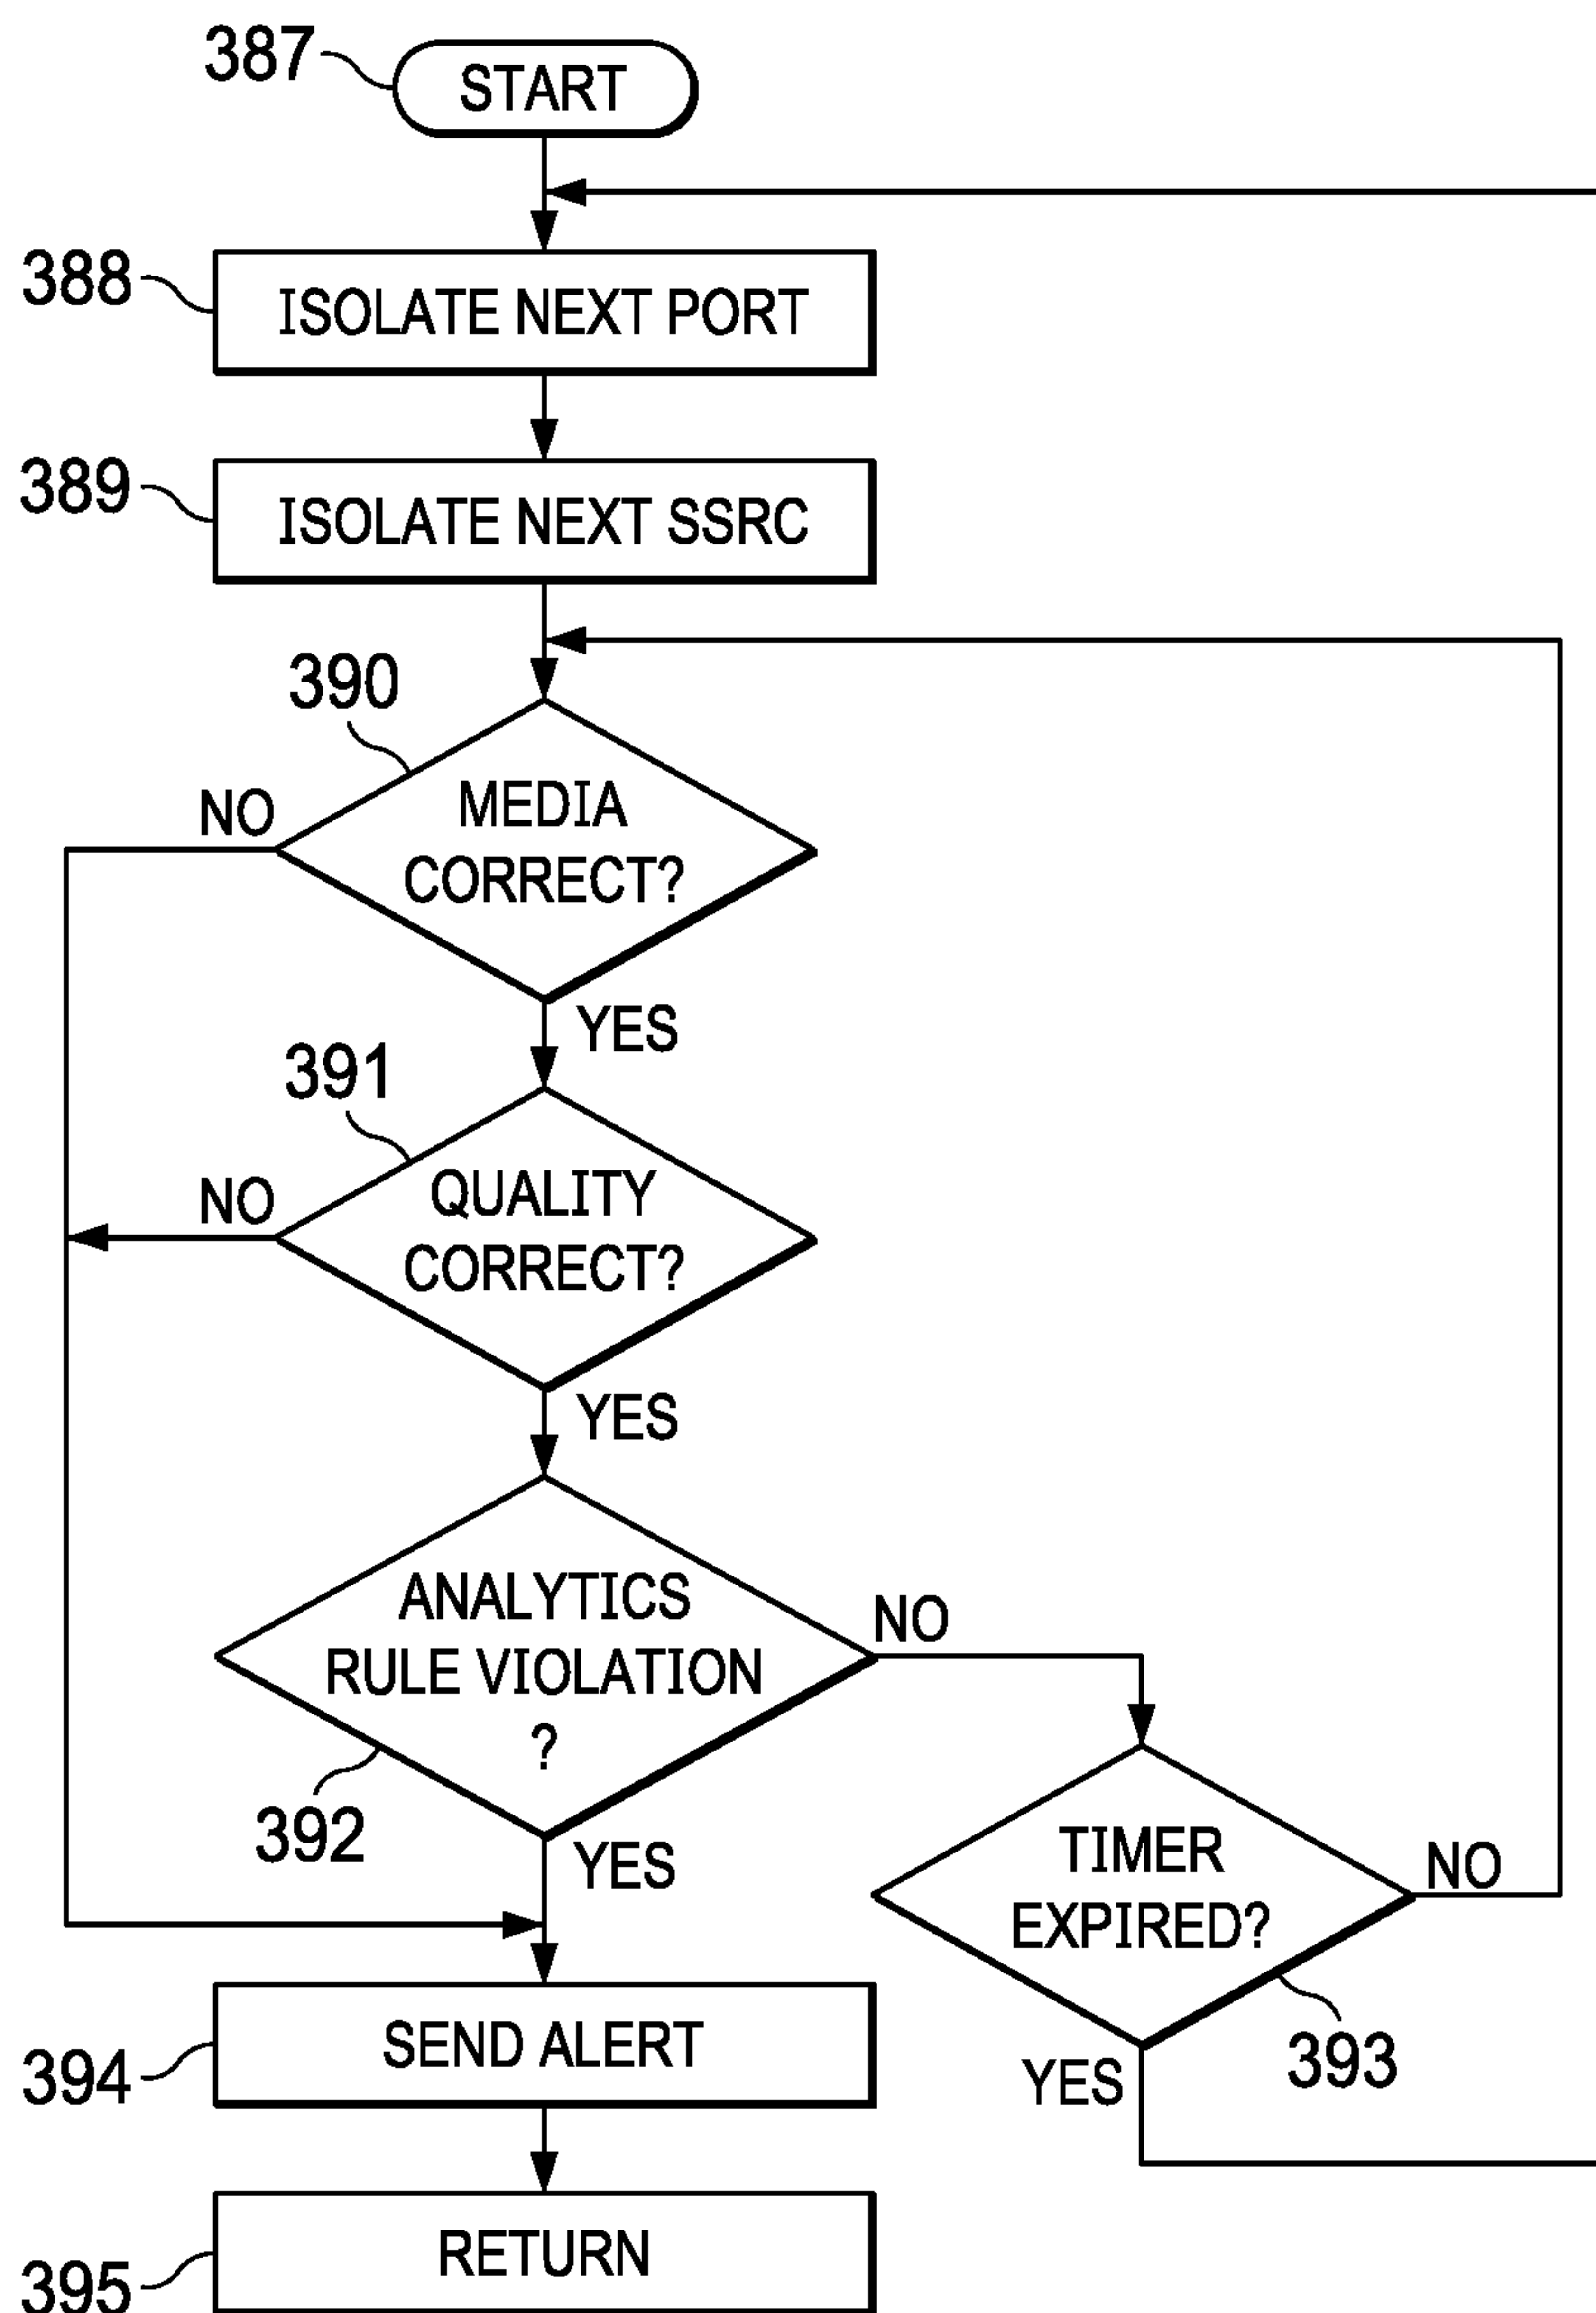 387
START
388
ISOLATE NEXT PORT
389
ISOLATE NEXT SSRC
390
NO
MEDIA
CORRECT?
YES
391
NO
QUALITY
CORRECT?
YES
ANALYTICS
RULE VIOLATION
?
NO
392
YES
TIMER
EXPIRED?
NO
393
YES
394
SEND ALERT
395
RETURN